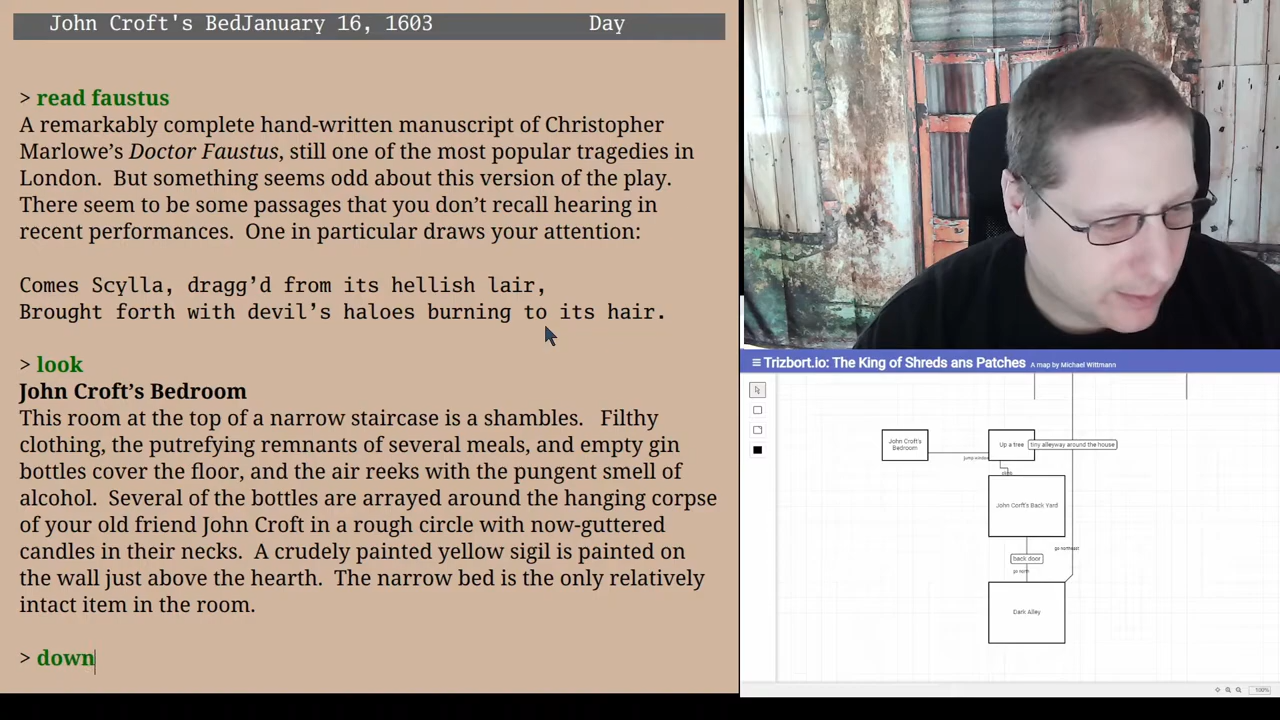 John Croft's BedJanuary 16, 1603 Day
> read faustus
A remarkably complete hand-written manuscript of Christopher
Marlowe’s Doctor Faustus, still one of the most popular tragedies in
London.  But something seems odd about this version of the play.
There seem to be some passages that you don’t recall hearing in
recent performances.  One in particular draws your attention:
Comes Scylla, dragg’d from its hellish lair,
Brought forth with devil’s haloes burning to its hair.
> look
John Croft’s Bedroom
This room at the top of a narrow staircase is a shambles.   Filthy
clothing, the putrefying remnants of several meals, and empty gin
bottles cover the floor, and the air reeks with the pungent smell of
alcohol.  Several of the bottles are arrayed around the hanging corpse
of your old friend John Croft in a rough circle with now-guttered
candles in their necks.  A crudely painted yellow sigil is painted on
the wall just above the hearth.  The narrow bed is the only relatively
intact item in the room.
> down
Trizbort.io: The King of Shreds ans Patches A map by Michael Wittmann
John Croft's
Bedroom
Up a tree
tiny alleyway around the house
jump window
climb
John Corft's Back Yard
go northeast
back door
go north
Dark Alley
100%